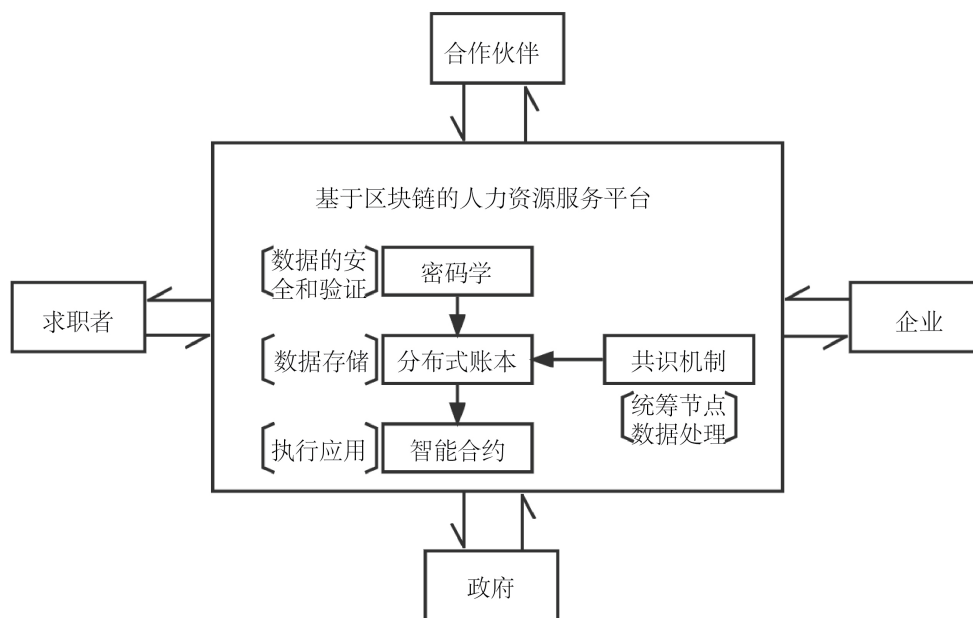 合作伙伴
基于区块链的人力资源服务平台
数据的安
全和验证
密码学
求职者
企业
数据存储
分布式账本
共识机制
统筹节点
数据处理
执行应用
智能合约
政府